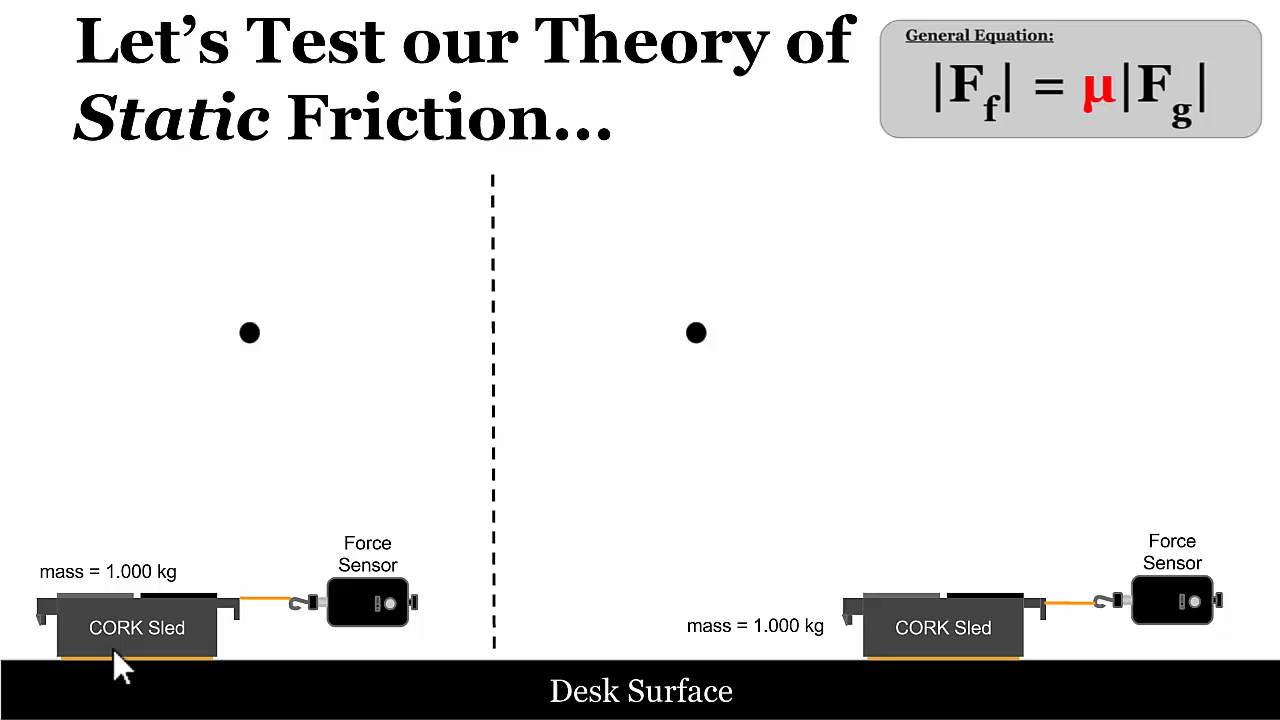 Let's Test our Theory of
Static Friction...
General Equation:
|Ff| = μ|Fg|
Force
Sensor
mass = 1.000 kg
CORK Sled
Force
Sensor
mass = 1.000 kg
CORK Sled
Desk Surface